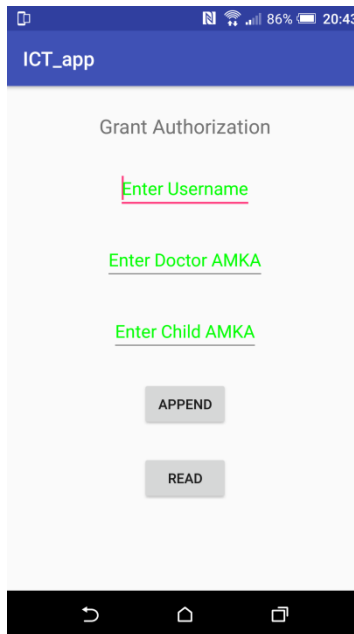 86% 20:43
ICT_app
Grant Authorization
Enter Username
Enter Doctor AMKA
Enter Child AMKA
APPEND
READ